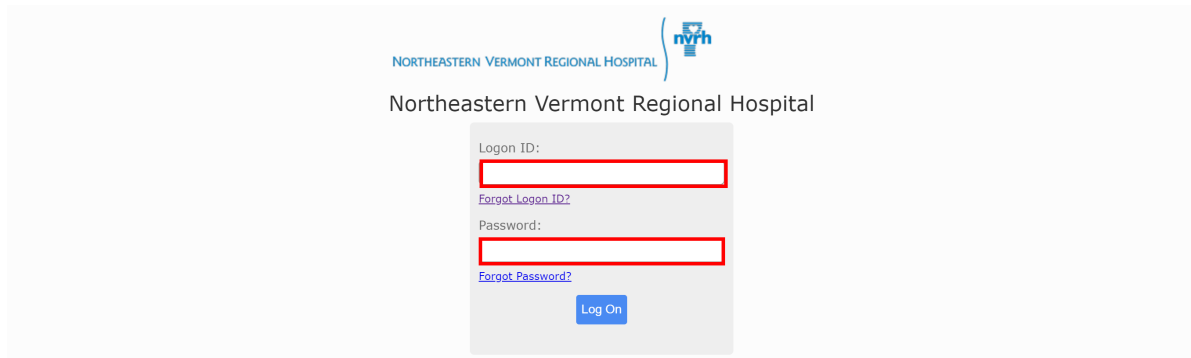 nvrh
NORTHEASTERN VERMONT REGIONAL HOSPITAL
Northeastern Vermont Regional Hospital
Logon ID:
Forgot Logon ID?
Password:
Forgot Password?
Log On